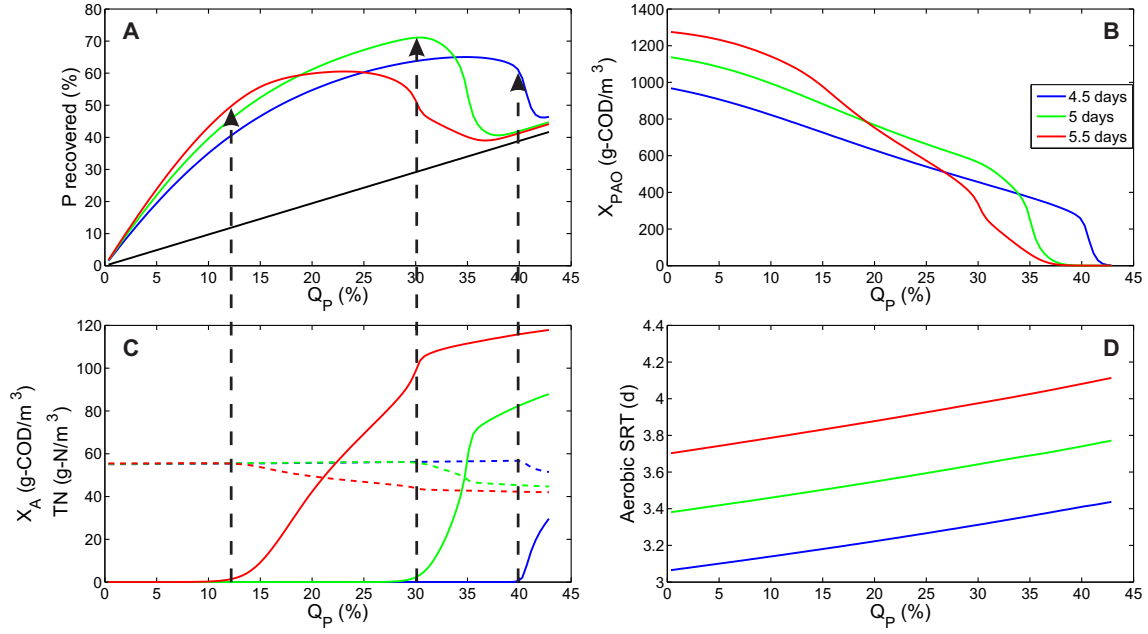 A
P recovered (%)
80
70
60
50
40
30
20
10
0
0 5 10 15 20 25 30 35 40 45
Q_P (%)
B
X_PAO (g-COD/m³)
1400
1200
1000
800
600
400
200
0
4.5 days
5 days
5.5 days
0 5 10 15 20 25 30 35 40 45
Q_P (%)
C
X_A (g-COD/m³)
TN (g-N/m³)
120
100
80
60
40
20
0
0 5 10 15 20 25 30 35 40 45
Q_P (%)
D
Aerobic SRT (d)
4.4
4.2
4
3.8
3.6
3.4
3.2
3
0 5 10 15 20 25 30 35 40 45
Q_P (%)